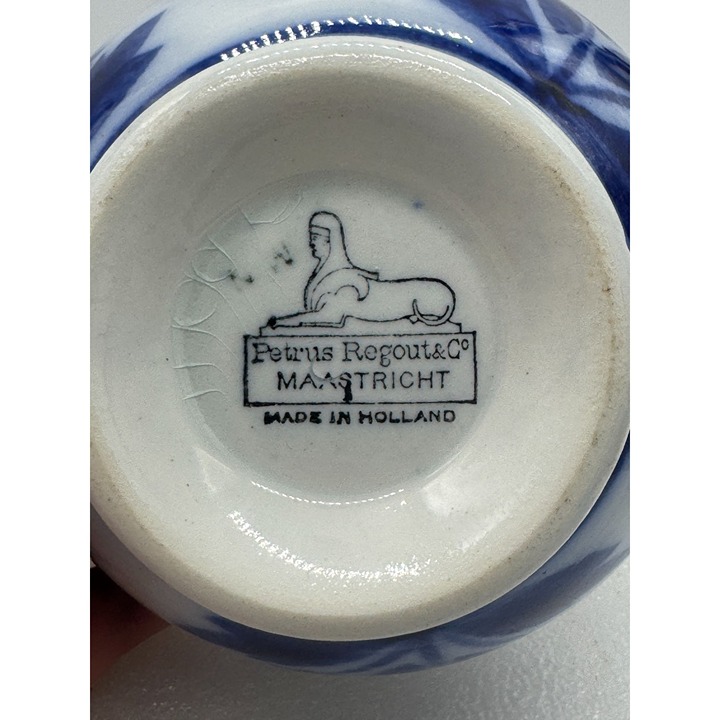 Petrus Regout & Cº
MAASTRICHT
MADE IN HOLLAND